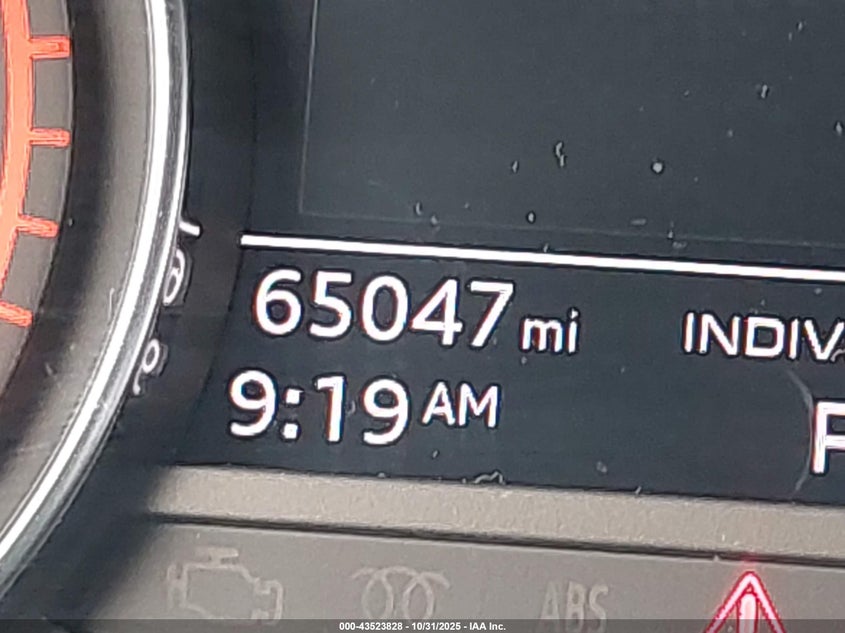 65047 mi
INDIV
9:19 AM
P
ABS
000-43523828 - 10/31/2025 - IAA Inc.